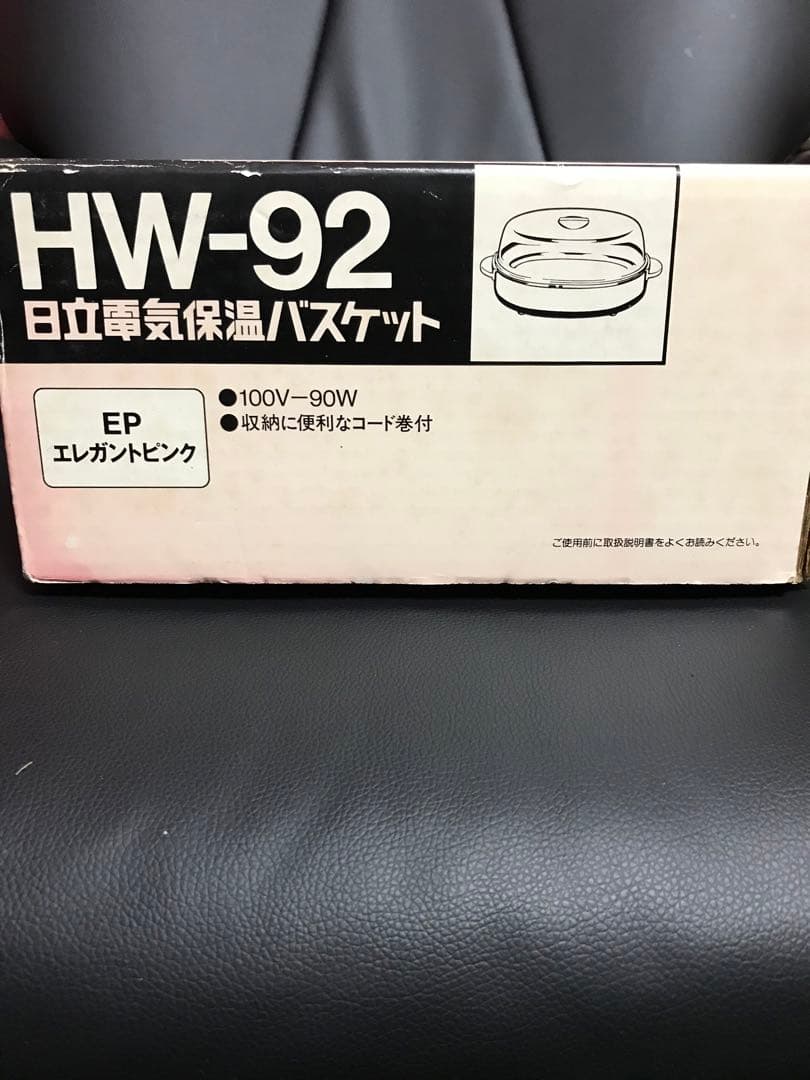 HW-92
日立電気保温バスケット
EP
エレガントピンク
●100V−90W
●収納に便利なコード巻付
ご使用前に取扱説明書をよくお読みください。